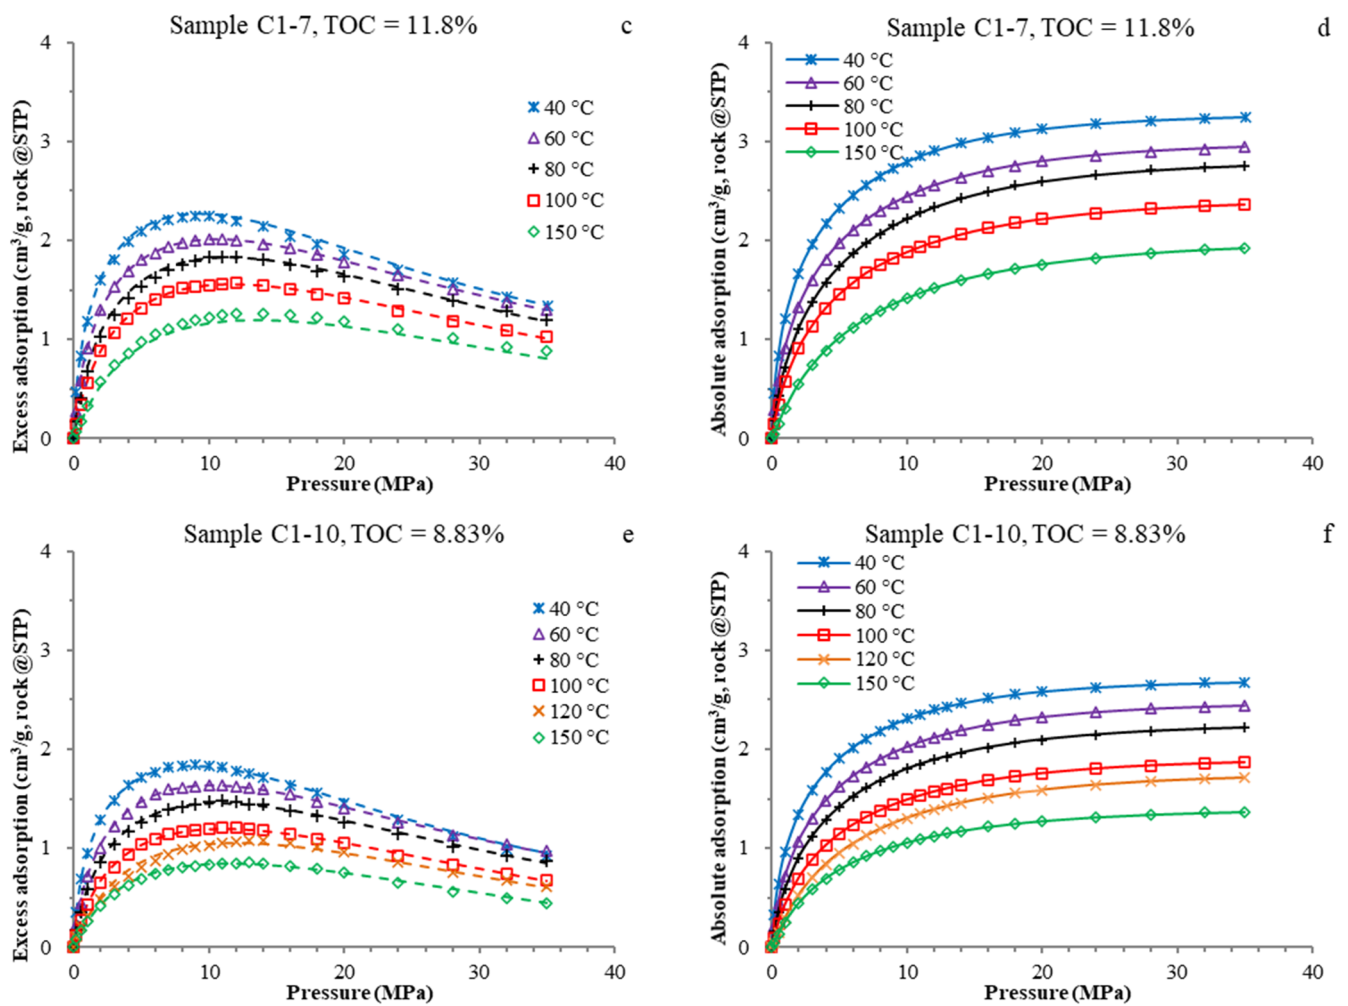 Sample C1-7, TOC = 11.8%
c
Excess adsorption (cm³/g, rock@STP)
4
3
2
1
0
40 °C
60 °C
80 °C
100 °C
150 °C
0
10
20
30
40
Pressure (MPa)
Sample C1-7, TOC = 11.8%
d
Absolute adsorption (cm³/g, rock@STP)
4
3
2
1
0
40 °C
60 °C
80 °C
100 °C
150 °C
0
10
20
30
40
Pressure (MPa)
Sample C1-10, TOC = 8.83%
e
Excess adsorption (cm³/g, rock@STP)
4
3
2
1
0
40 °C
60 °C
80 °C
100 °C
120 °C
150 °C
0
10
20
30
40
Pressure (MPa)
Sample C1-10, TOC = 8.83%
f
Absolute adsorption (cm³/g, rock@STP)
4
3
2
1
0
40 °C
60 °C
80 °C
100 °C
120 °C
150 °C
0
10
20
30
40
Pressure (MPa)